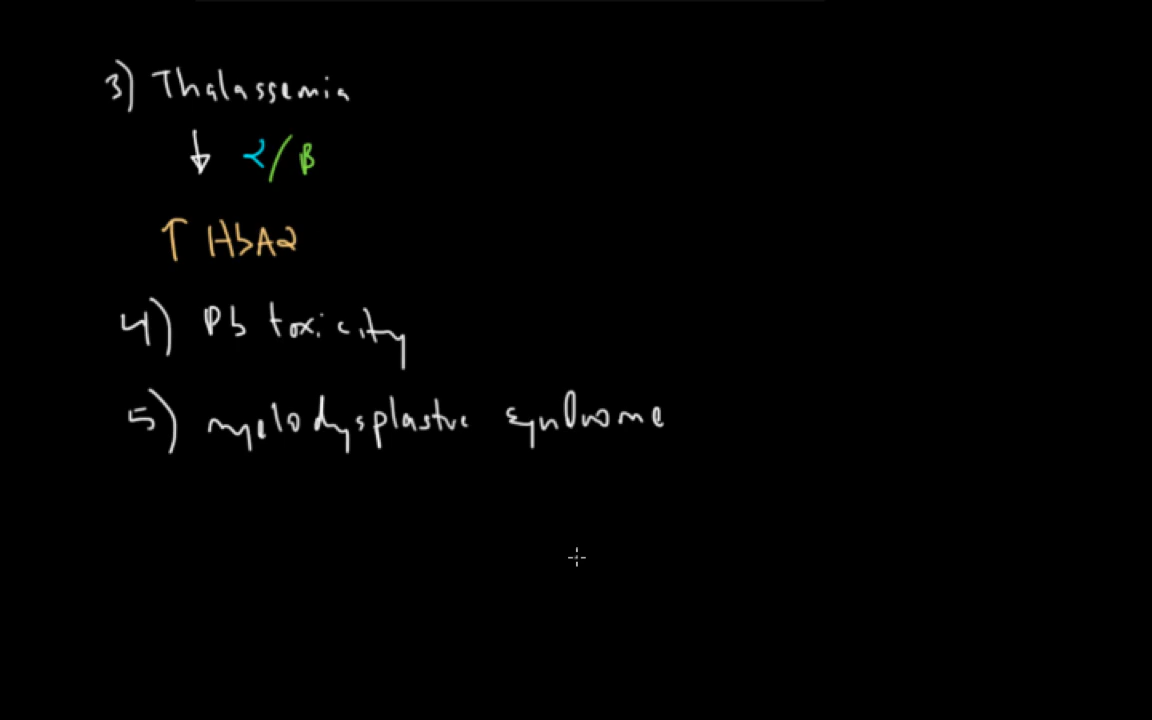 3) Thalassemia
↓ α/β
↑ HbA2
4) Pb toxicity
5) myelodysplastic syndrome